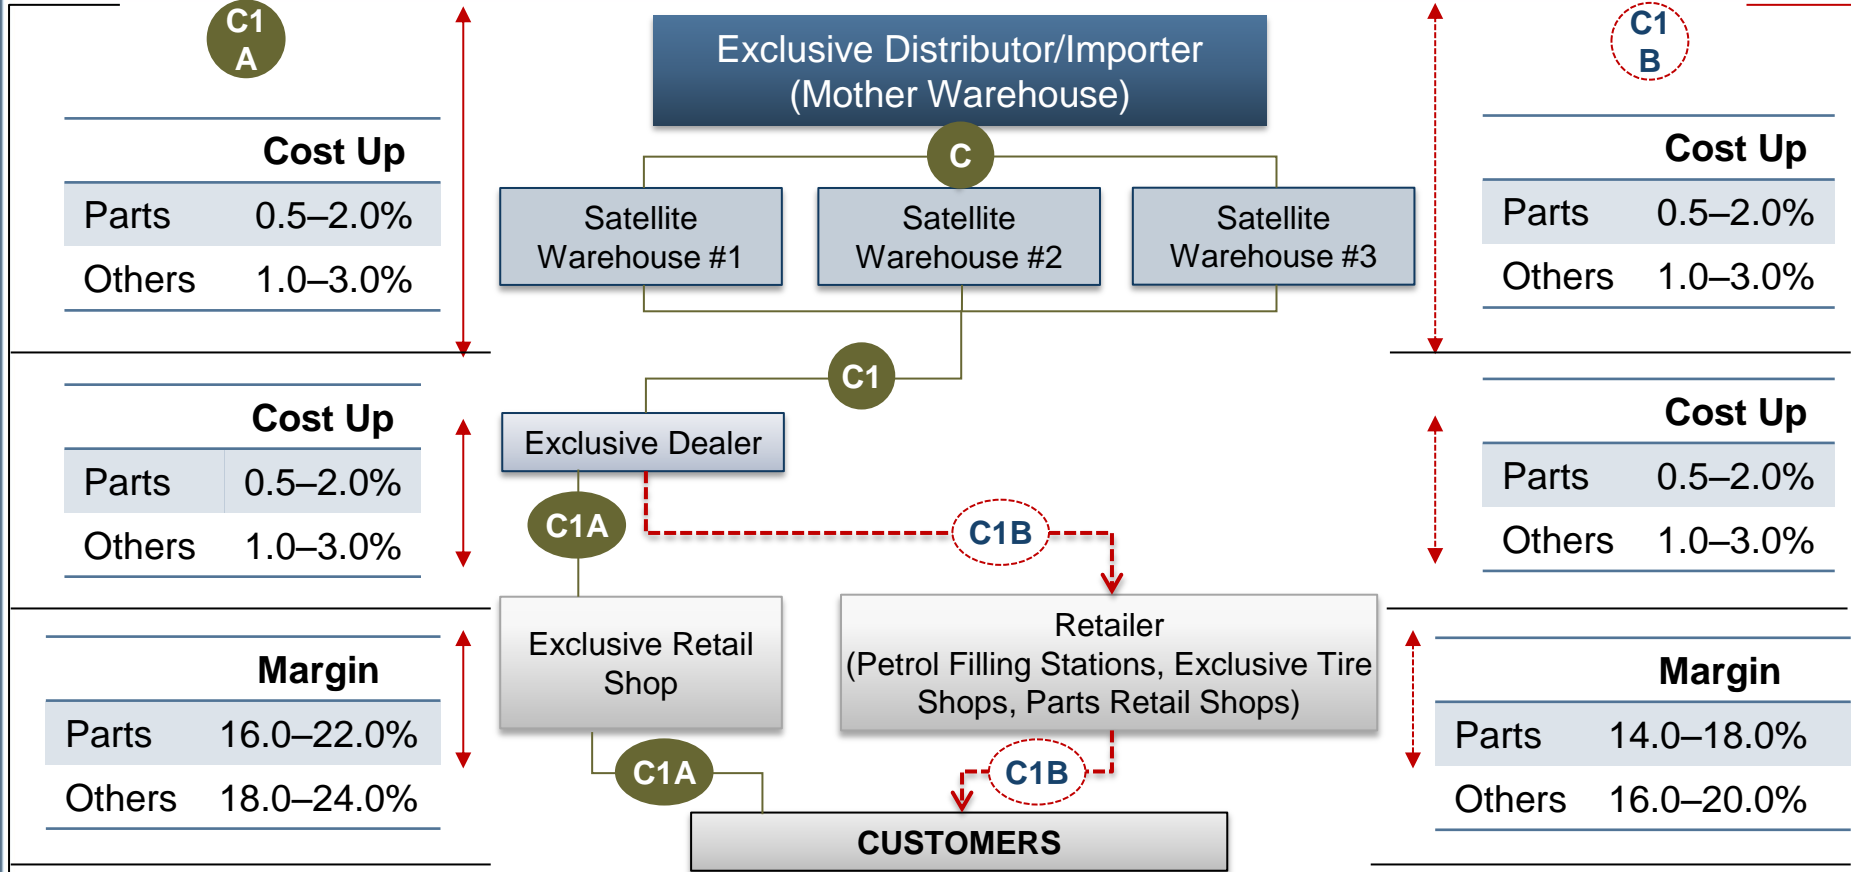 C1
A
Exclusive Distributor/Importer
(Mother Warehouse)
C1
B
Cost Up
Parts 0.5–2.0%
Others 1.0–3.0%
C
Satellite
Warehouse #1
Satellite
Warehouse #2
Satellite
Warehouse #3
Cost Up
Parts 0.5–2.0%
Others 1.0–3.0%
C1
Cost Up
Parts 0.5–2.0%
Others 1.0–3.0%
Exclusive Dealer
C1A
C1B
Cost Up
Parts 0.5–2.0%
Others 1.0–3.0%
Margin
Parts 16.0–22.0%
Others 18.0–24.0%
Exclusive Retail
Shop
Retailer
(Petrol Filling Stations, Exclusive Tire
Shops, Parts Retail Shops)
Margin
Parts 14.0–18.0%
Others 16.0–20.0%
C1A
C1B
CUSTOMERS